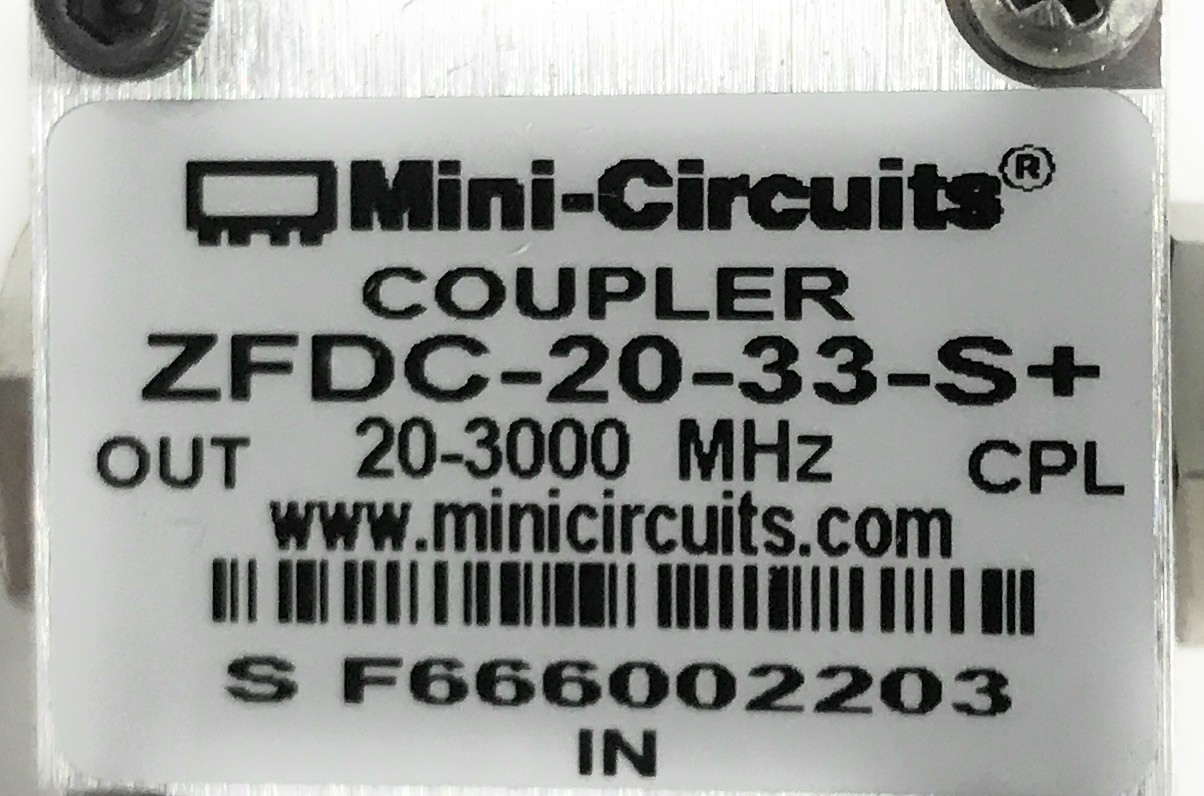 Mini-Circuits®
COUPLER
ZFDC-20-33-S+
OUT 20-3000 MHz CPL
www.minicircuits.com
S F666002203
IN